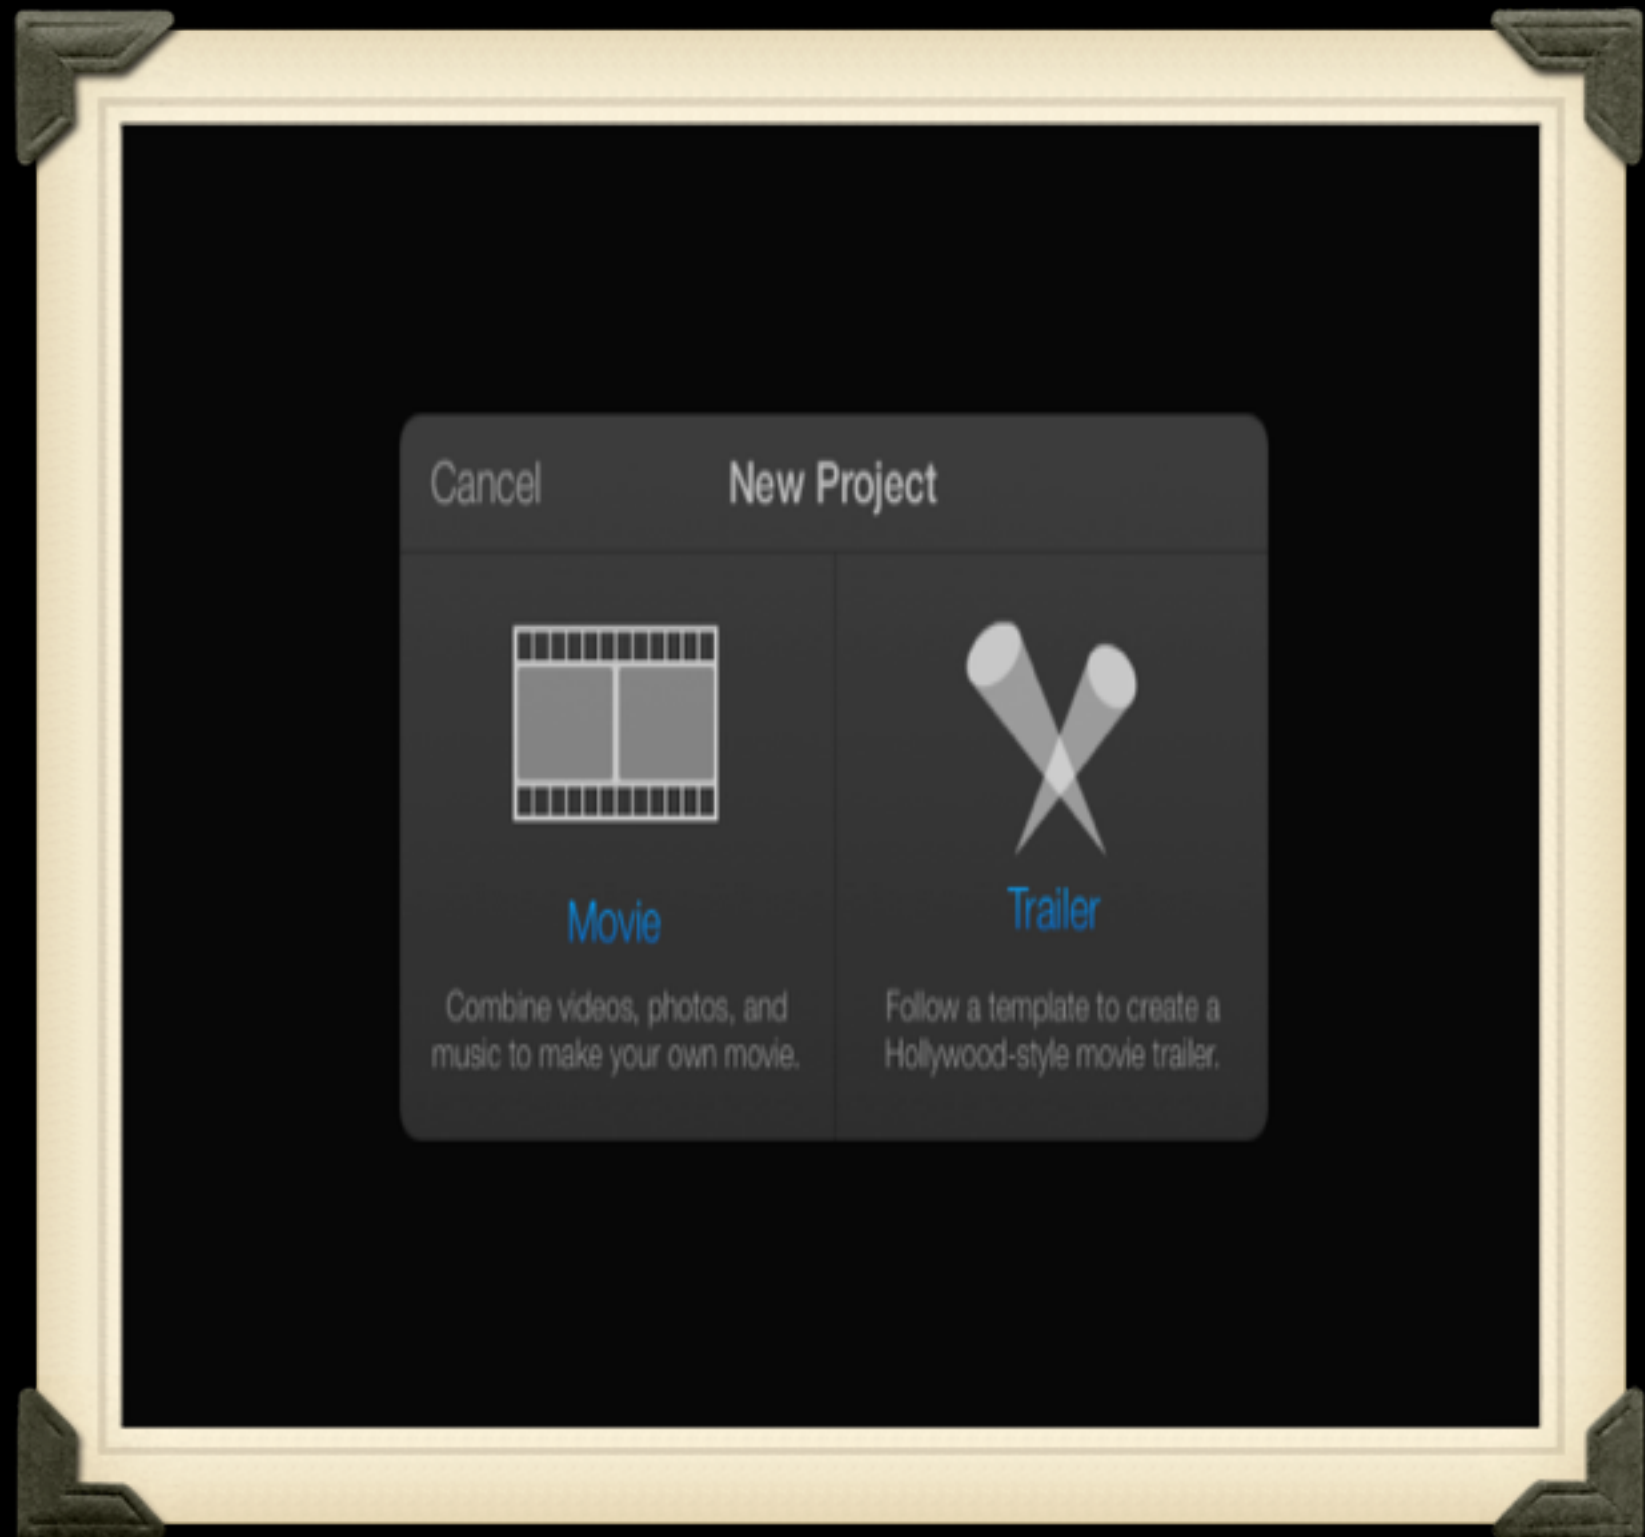 Cancel
New Project
Movie
Combine videos, photos, and
music to make your own movie.
Trailer
Follow a template to create a
Hollywood-style movie trailer.